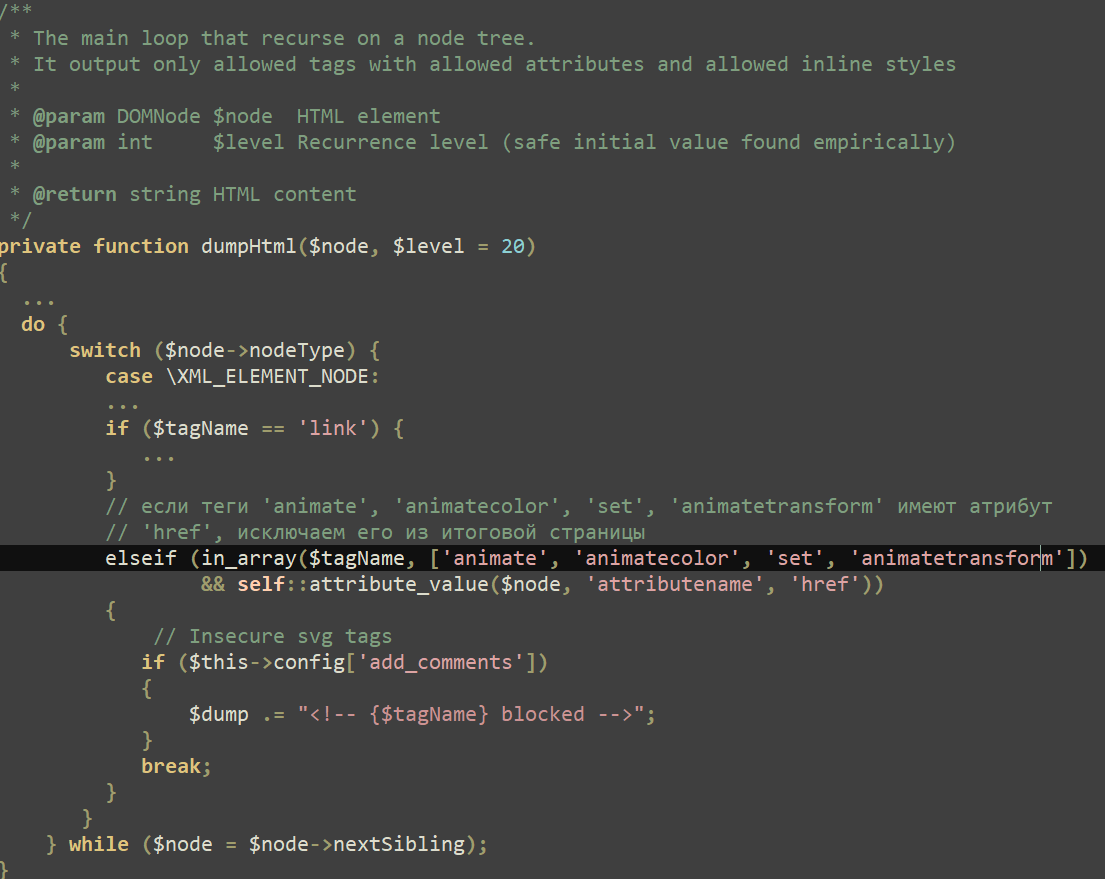 /**
 * The main loop that recurse on a node tree.
 * It output only allowed tags with allowed attributes and allowed inline styles
 *
 * @param DOMNode $node  HTML element
 * @param int     $level Recurrence level (safe initial value found empirically)
 *
 * @return string HTML content
 */
private function dumpHtml($node, $level = 20)
{
  ...
  do {
      switch ($node->nodeType) {
         case \XML_ELEMENT_NODE:
         ...
         if ($tagName == 'link') {
            ...
         }
         // если теги 'animate', 'animatecolor', 'set', 'animatetransform' имеют атрибут
         // 'href', исключаем его из итоговой страницы
         elseif (in_array($tagName, ['animate', 'animatecolor', 'set', 'animatetransform'])
                 && self::attribute_value($node, 'attributename', 'href'))
         {
             // Insecure svg tags
            if ($this->config['add_comments'])
            {
                $dump .= "<!-- {$tagName} blocked -->";
            }
            break;
         }
       }
    } while ($node = $node->nextSibling);
}